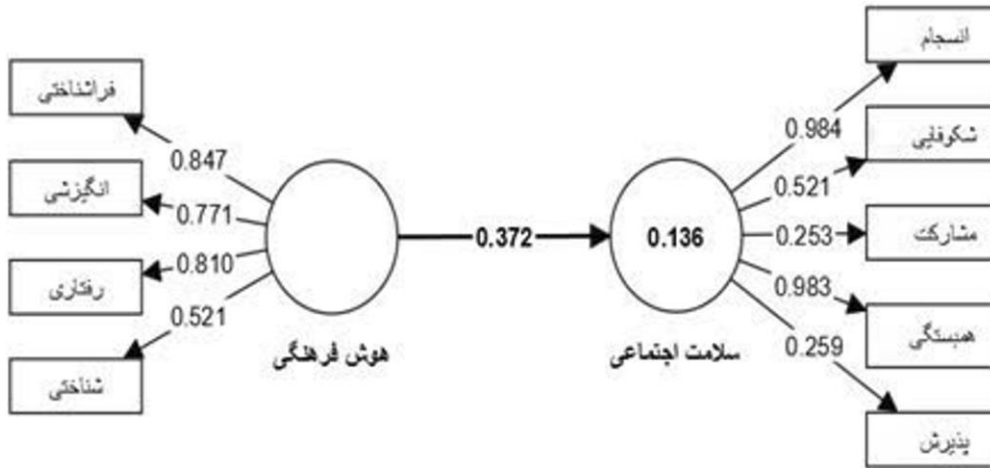 انسجام
0.984
شکوفایی
0.521
مشارکت
0.253
همبستگی
0.983
پذیرش
0.259
سلامت اجتماعی
0.136
0.372
هوش فرهنگی
فراشناختی
0.847
انگیزشی
0.771
رفتاری
0.810
شناختی
0.521